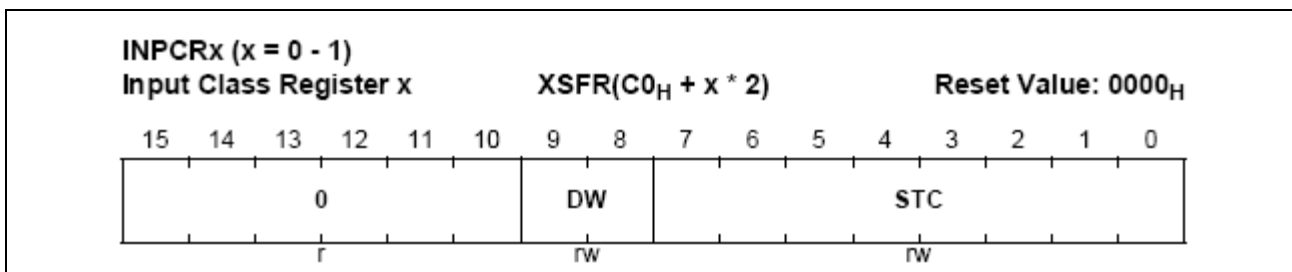 INPCRx (x = 0 - 1)
Input Class Register x XSFR(C0H + x * 2) Reset Value: 0000H
15 14 13 12 11 10 9 8 7 6 5 4 3 2 1 0
0 DW STC
r rw rw